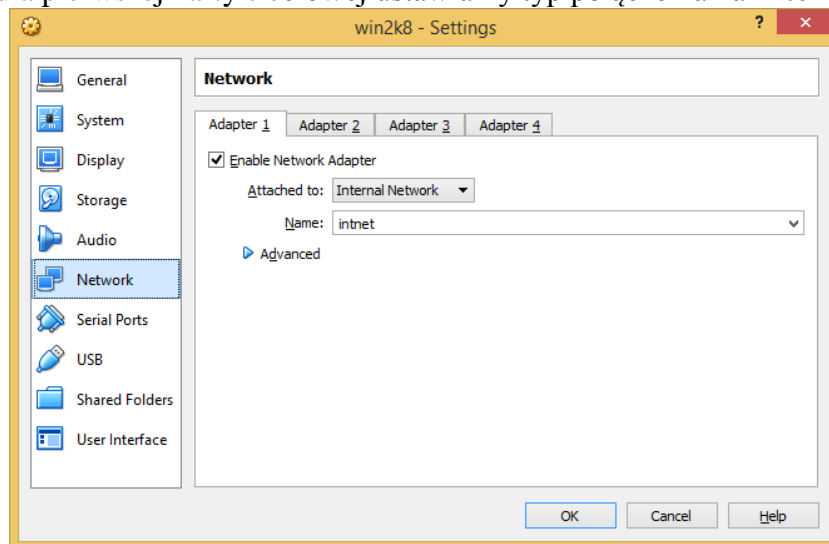 win2k8 - Settings
?
×
General
System
Display
Storage
Audio
Network
Serial Ports
USB
Shared Folders
User Interface
Network
Adapter 1
Adapter 2
Adapter 3
Adapter 4
Enable Network Adapter
Attached to: Internal Network
Name: intnet
Advanced
OK
Cancel
Help